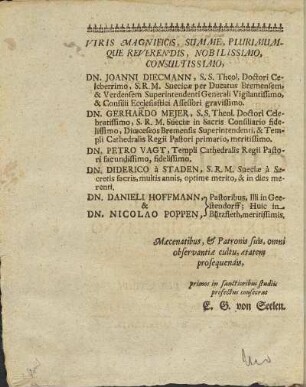 VIRIS MAGNIFICIS, SUMME, PLURIMUM-
QUE REVERENDIS, NOBILISSIMO,
CONSULTISSIMO,
DN. JOANNI DIECMANN, S.S. Theol. Doctori Ce-
leberrimo, S.R.M. Sueciæ per Ducatus Bremensem,
& Verdensem Superintendenti Generali Vigilantissimo,
& Consilii Ecclesiastici Assessori gravissimo.
DN. GERHARDO MEJER, S.S. Theol. Doctori Cele-
bratissimo, S. R. M. Sueciæ in Sacris Consiliario fide-
lissimo, Diœceseos Bremensis Superintendenti, & Tem-
pli Cathedralis Regii Pastori primario, meritissimo.
DN. PETRO VAGT, Templi Cathedralis Regii Pasto-
ri facundissimo, fidelissimo.
DN. DIDERICO à STADEN, S.R.M. Sueciæ à Se-
cretis sacris, multis annis, optime merito, & in dies me-
renti.
DN. DANIELI HOFFMANN, Pastoribus, Illi in Gee-
& stendorff; Huic in
DN. NICOLAO POPPEN, meritissimis,
Mæcenatibus, & Patronis suis, omni
observantiæ cultu, ætatem
prosequendis,
primos in sanctioribus studiis
profectus consecrat
E. G. von Seelen.